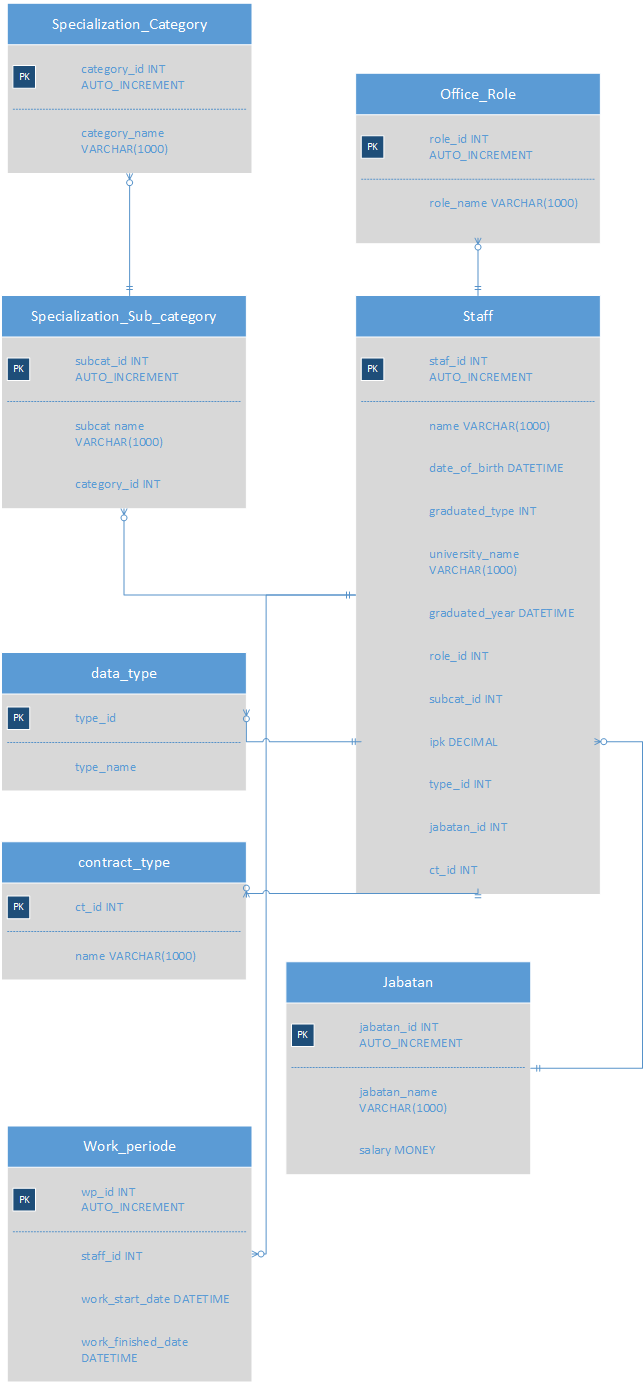 Specialization_Category
PK
category_id INT
AUTO_INCREMENT
category_name
VARCHAR(1000)
Office_Role
PK
role_id INT
AUTO_INCREMENT
role_name VARCHAR(1000)
Specialization_Sub_category
PK
subcat_id INT
AUTO_INCREMENT
subcat name
VARCHAR(1000)
category_id INT
Staff
PK
staf_id INT
AUTO_INCREMENT
name VARCHAR(1000)
date_of_birth DATETIME
graduated_type INT
university_name
VARCHAR(1000)
graduated_year DATETIME
role_id INT
subcat_id INT
ipk DECIMAL
type_id INT
jabatan_id INT
ct_id INT
data_type
PK
type_id
type_name
contract_type
PK
ct_id INT
name VARCHAR(1000)
Jabatan
PK
jabatan_id INT
AUTO_INCREMENT
jabatan_name
VARCHAR(1000)
salary MONEY
Work_periode
PK
wp_id INT
AUTO_INCREMENT
staff_id INT
work_start_date DATETIME
work_finished_date
DATETIME